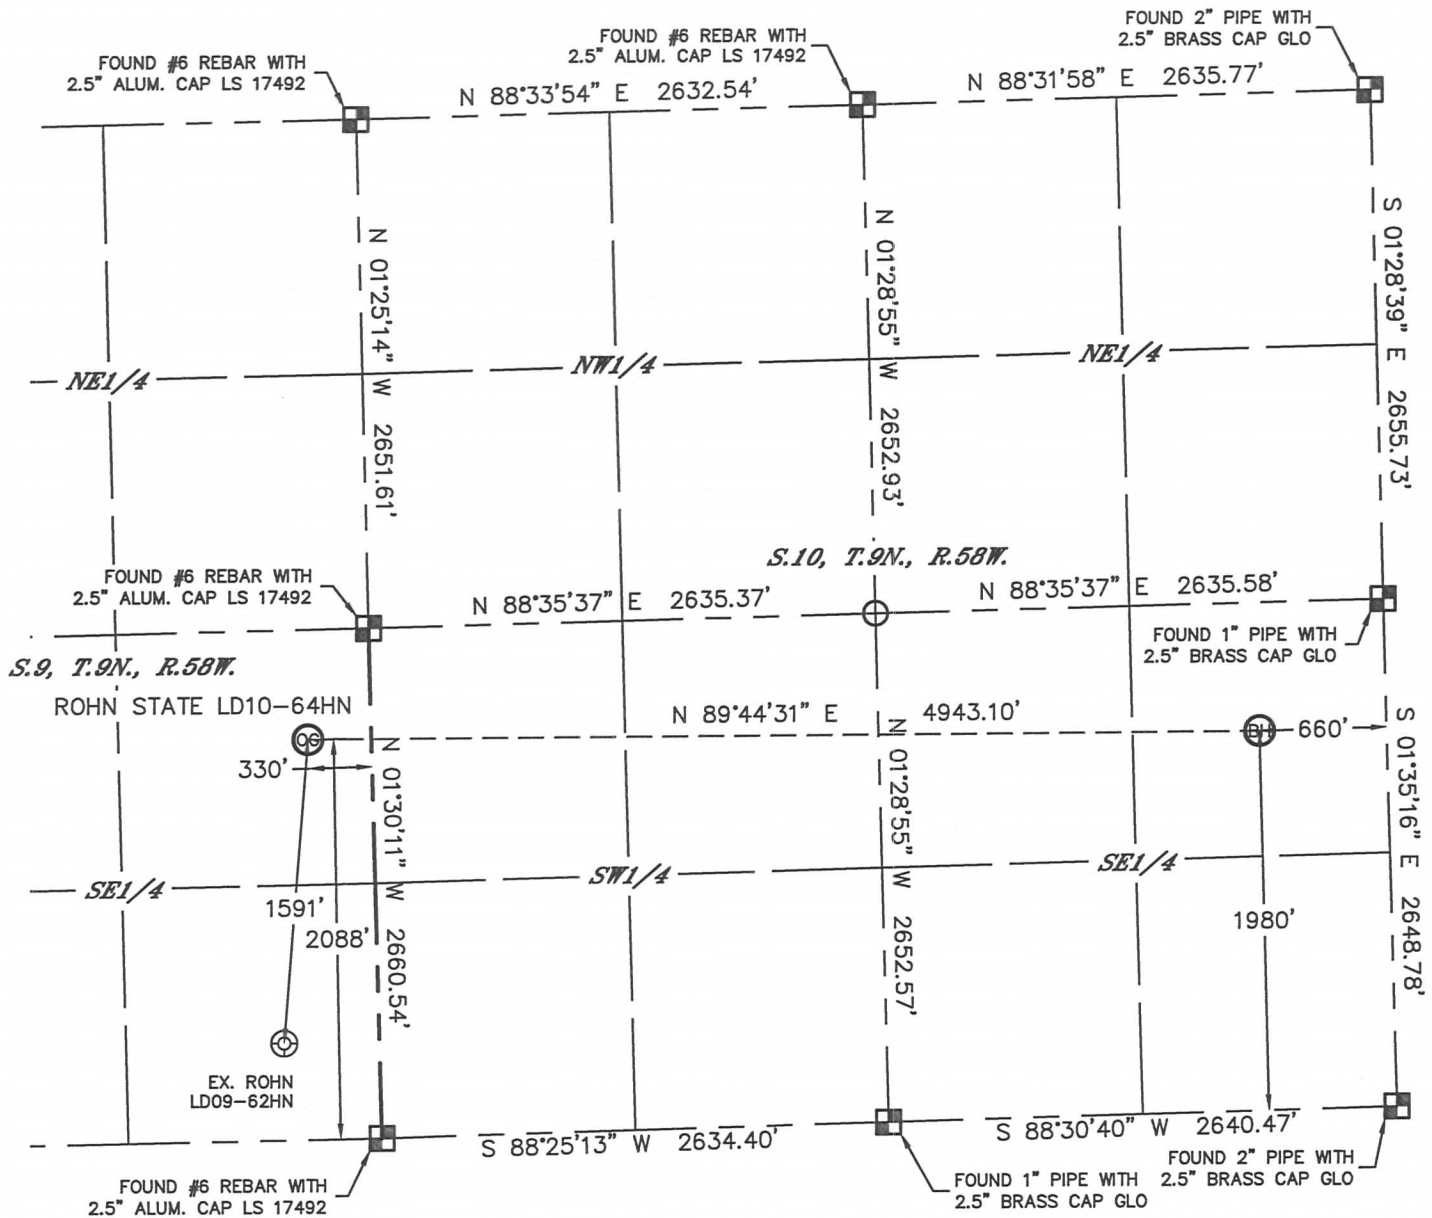 FOUND #6 REBAR WITH
2.5" ALUM. CAP LS 17492
FOUND #6 REBAR WITH
2.5" ALUM. CAP LS 17492
FOUND 2" PIPE WITH
2.5" BRASS CAP GLO
N 88°33'54" E 2632.54'
N 88°31'58" E 2635.77'
N 01°25'14" W 2651.61'
N 01°28'55" W 2652.93'
S 01°28'39" E 2655.73'
NE1/4
NW1/4
NE1/4
S.10, T.9N., R.58W.
FOUND #6 REBAR WITH
2.5" ALUM. CAP LS 17492
N 88°35'37" E 2635.37'
N 88°35'37" E 2635.58'
FOUND 1" PIPE WITH
2.5" BRASS CAP GLO
S.9, T.9N., R.58W.
ROHN STATE LD10-64HN
OG
N 89°44'31" E 4943.10'
BH
660'
330'
N 01°30'11" W 2660.54'
N 01°28'55" W 2652.57'
S 01°35'16" E 2648.78'
SE1/4
SW1/4
SE1/4
1591'
2088'
1980'
EX. ROHN
LD09-62HN
S 88°25'13" W 2634.40'
S 88°30'40" W 2640.47'
FOUND #6 REBAR WITH
2.5" ALUM. CAP LS 17492
FOUND 1" PIPE WITH
2.5" BRASS CAP GLO
FOUND 2" PIPE WITH
2.5" BRASS CAP GLO